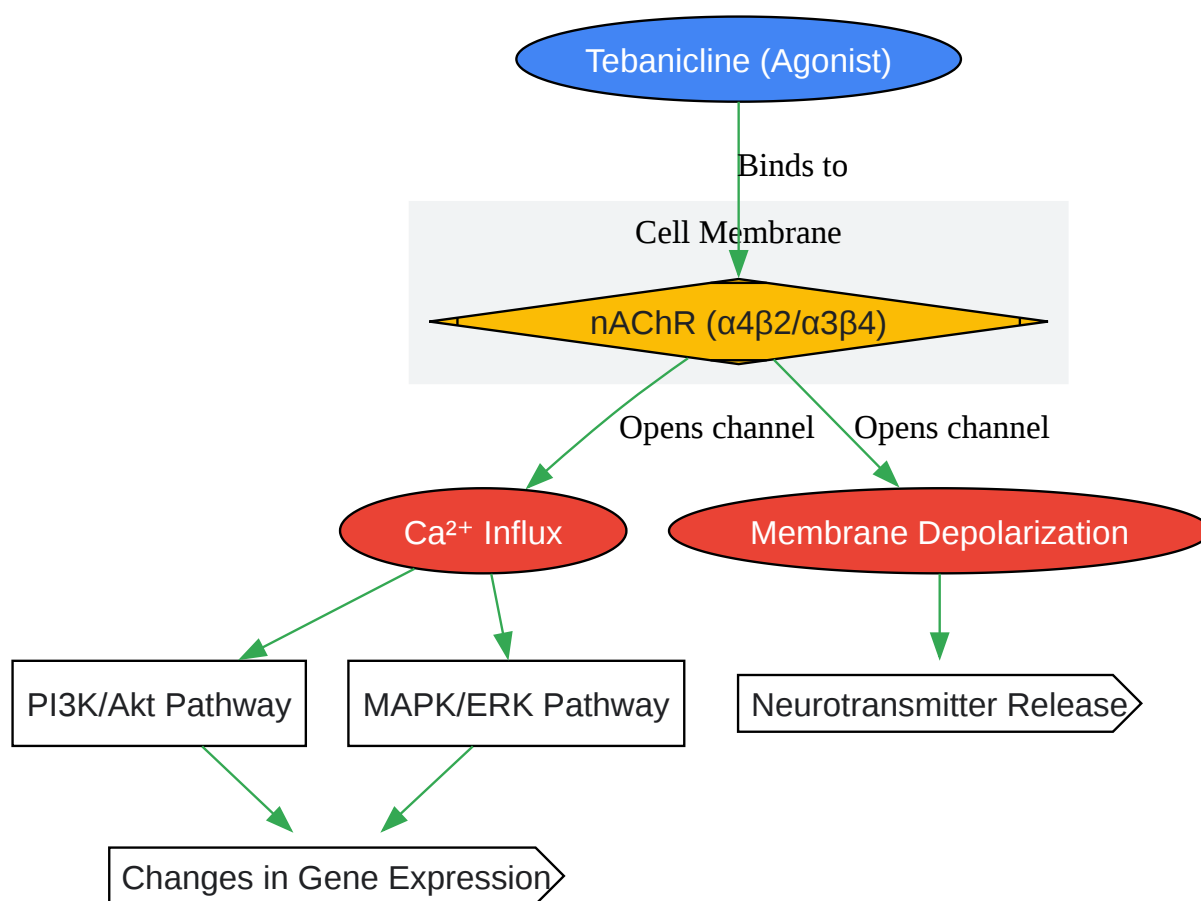 Tebanicline (Agonist)
Binds to
Cell Membrane
nAChR (α4β2/α3β4)
Opens channel
Opens channel
Ca²⁺ Influx
Membrane Depolarization
PI3K/Akt Pathway
MAPK/ERK Pathway
Neurotransmitter Release
Changes in Gene Expression